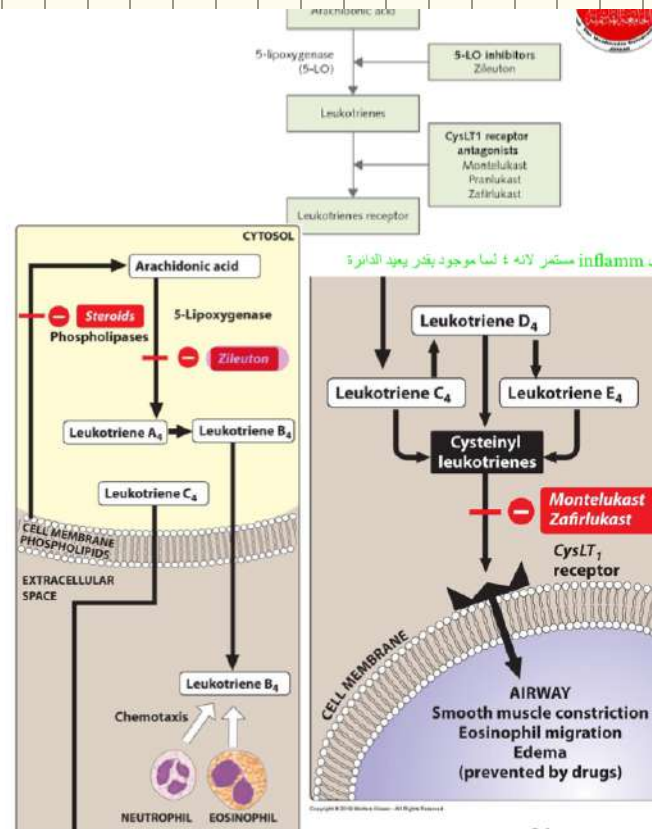 Arachidonic acid
5-lipoxygenase
(5-LO)
5-LO inhibitors
Zileuton
Leukotrienes
CysLT1 receptor
antagonists
Montelukast
Pranlukast
Zafirlukast
Leukotrienes receptor
inflamm مستمر لانه ٤ لسا موجود بقدر يعيد الدائرة
CYTOSOL
Arachidonic acid
Steroids
Phospholipases
5-Lipoxygenase
Zileuton
Leukotriene A4
Leukotriene B4
Leukotriene C4
CELL MEMBRANE
PHOSPHOLIPIDS
EXTRACELLULAR
SPACE
Leukotriene B4
Chemotaxis
NEUTROPHIL
EOSINOPHIL
Leukotriene D4
Leukotriene C4
Leukotriene E4
Cysteinyl
leukotrienes
Montelukast
Zafirlukast
CysLT1
receptor
CELL MEMBRANE
AIRWAY
Smooth muscle constriction
Eosinophil migration
Edema
(prevented by drugs)